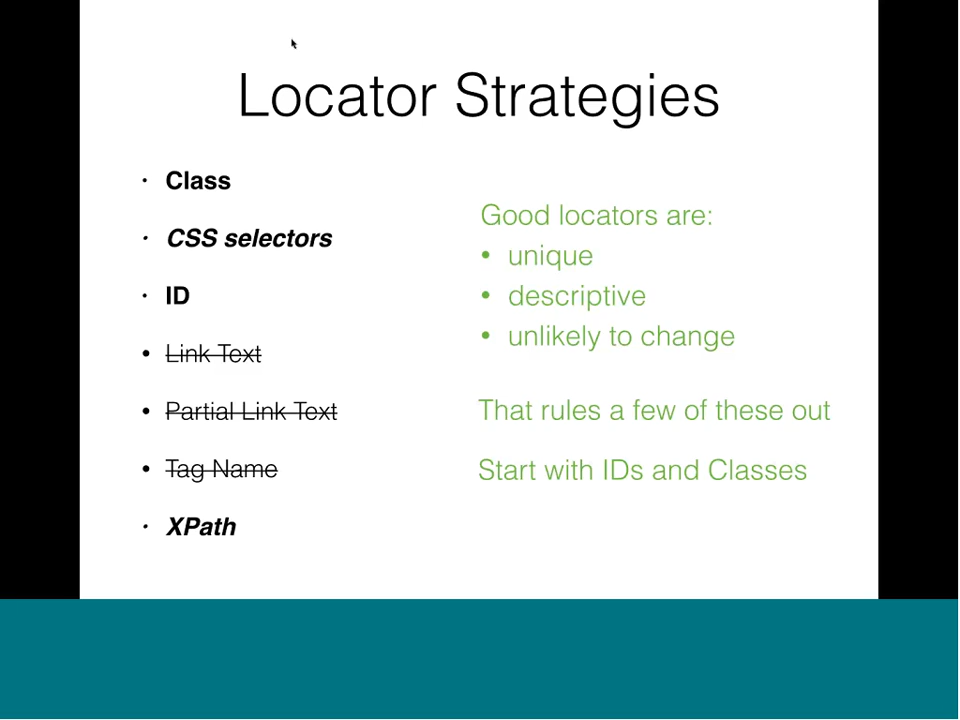 Locator Strategies
• Class
• CSS selectors
• ID
• Link Text
• Partial Link Text
• Tag Name
• XPath
Good locators are:
• unique
• descriptive
• unlikely to change
That rules a few of these out
Start with IDs and Classes